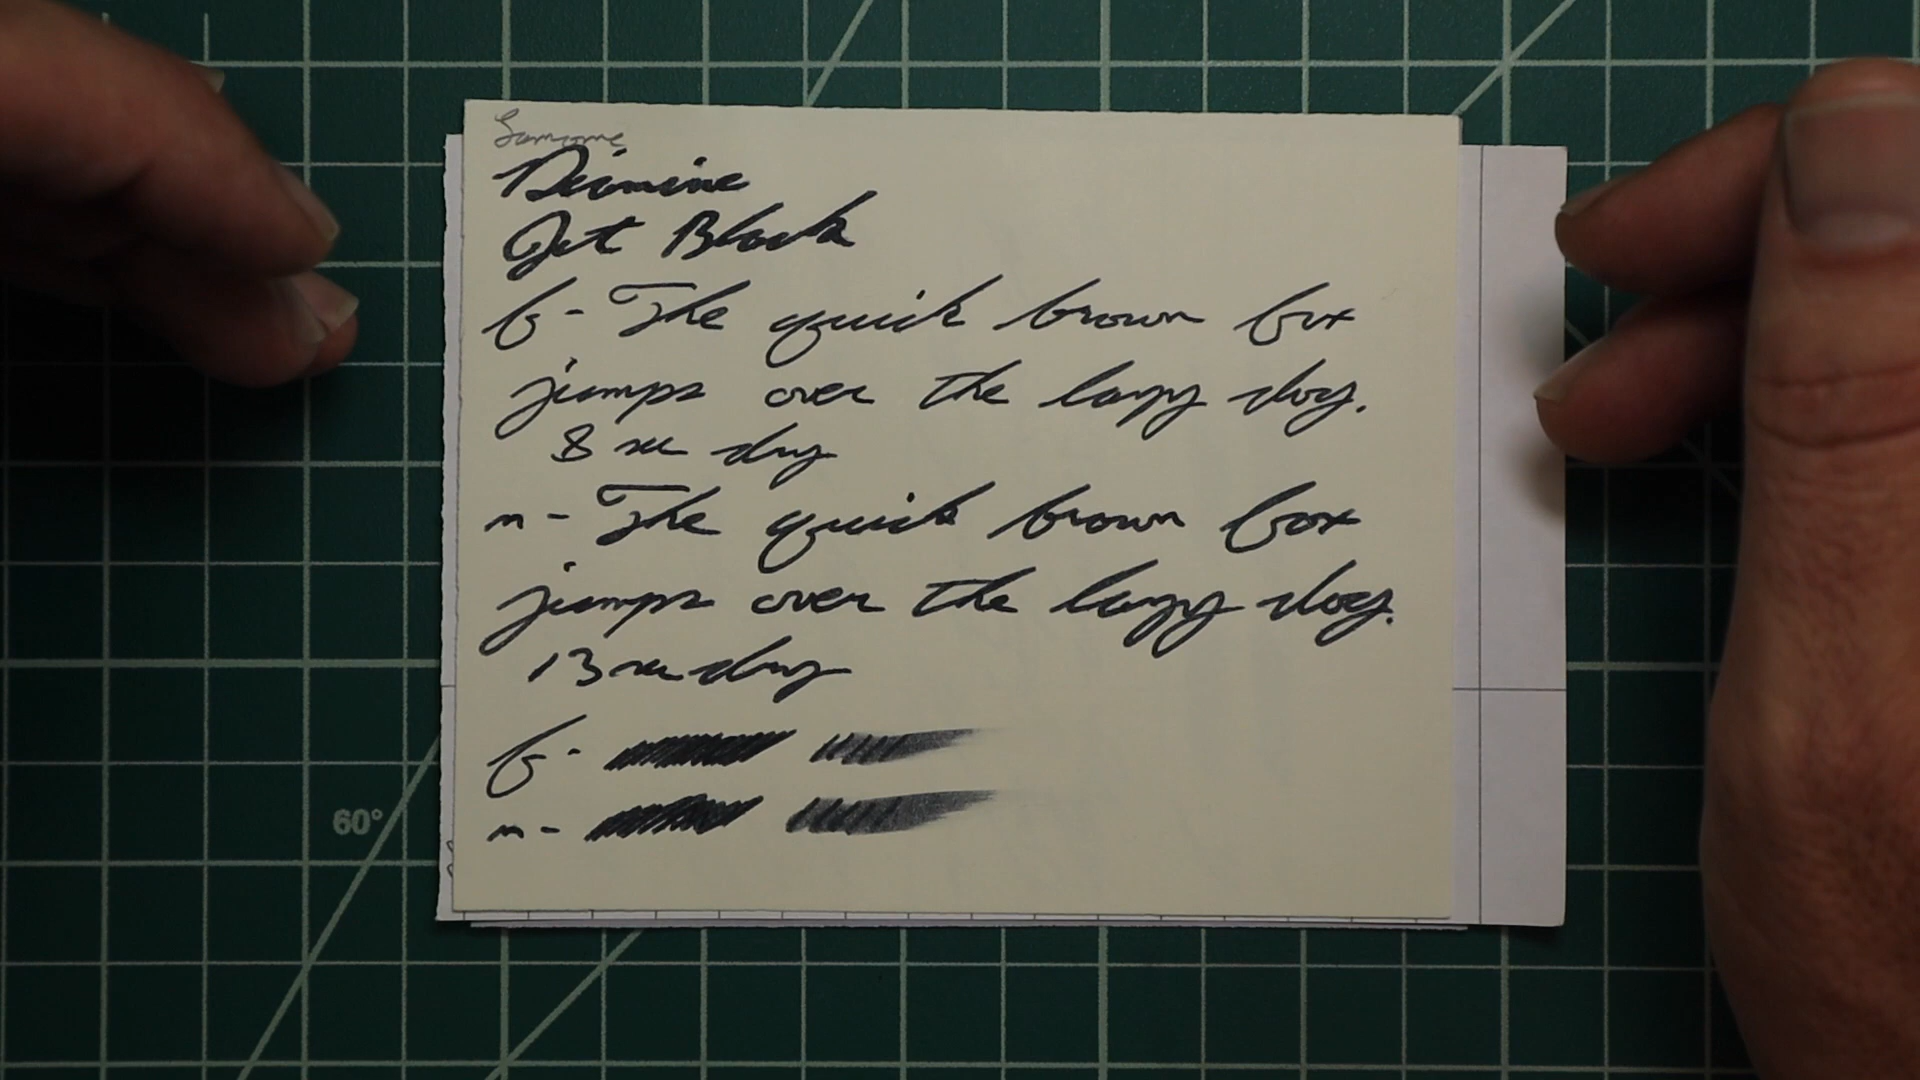 Diamine
Jet Black
f - The quick brown fox
jumps over the lazy dog.
8 sec dry
m - The quick brown fox
jumps over the lazy dog.
13 sec dry
f -
m -
60°